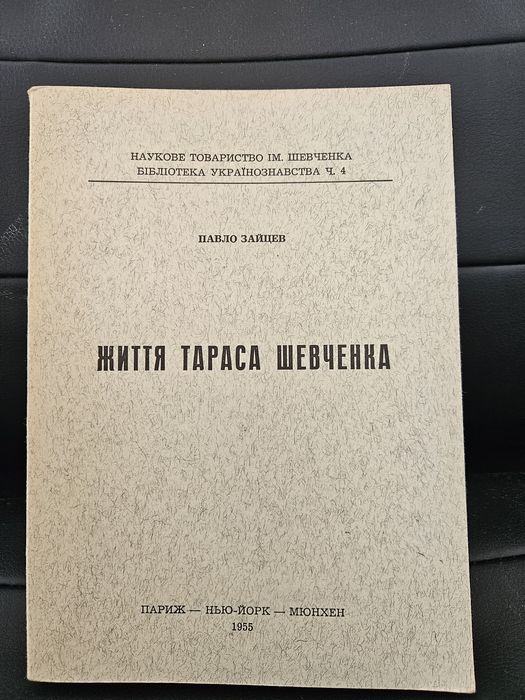 НАУКОВЕ ТОВАРИСТВО ІМ. ШЕВЧЕНКА
БІБЛІОТЕКА УКРАЇНОЗНАВСТВА Ч. 4
ПАВЛО ЗАЙЦЕВ
ЖИТТЯ ТАРАСА ШЕВЧЕНКА
ПАРИЖ — НЬЮ-ЙОРК — МЮНХЕН
1955